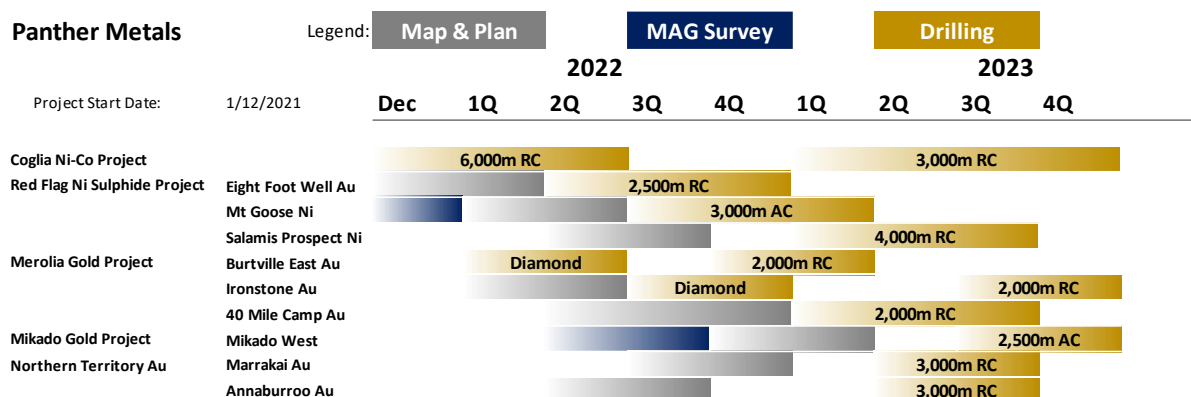 Panther Metals Legend: Map & Plan MAG Survey Drilling
2022 2023
Project Start Date: 1/12/2021 Dec 1Q 2Q 3Q 4Q 1Q 2Q 3Q 4Q
Coglia Ni-Co Project 6,000m RC 3,000m RC
Red Flag Ni Sulphide Project Eight Foot Well Au 2,500m RC
Mt Goose Ni 3,000m AC
Salamis Prospect Ni 4,000m RC
Merolia Gold Project Burtville East Au Diamond 2,000m RC
Ironstone Au Diamond 2,000m RC
40 Mile Camp Au 2,000m RC
Mikado Gold Project Mikado West 2,500m AC
Northern Territory Au Marrakai Au 3,000m RC
Annaburroo Au 3,000m RC